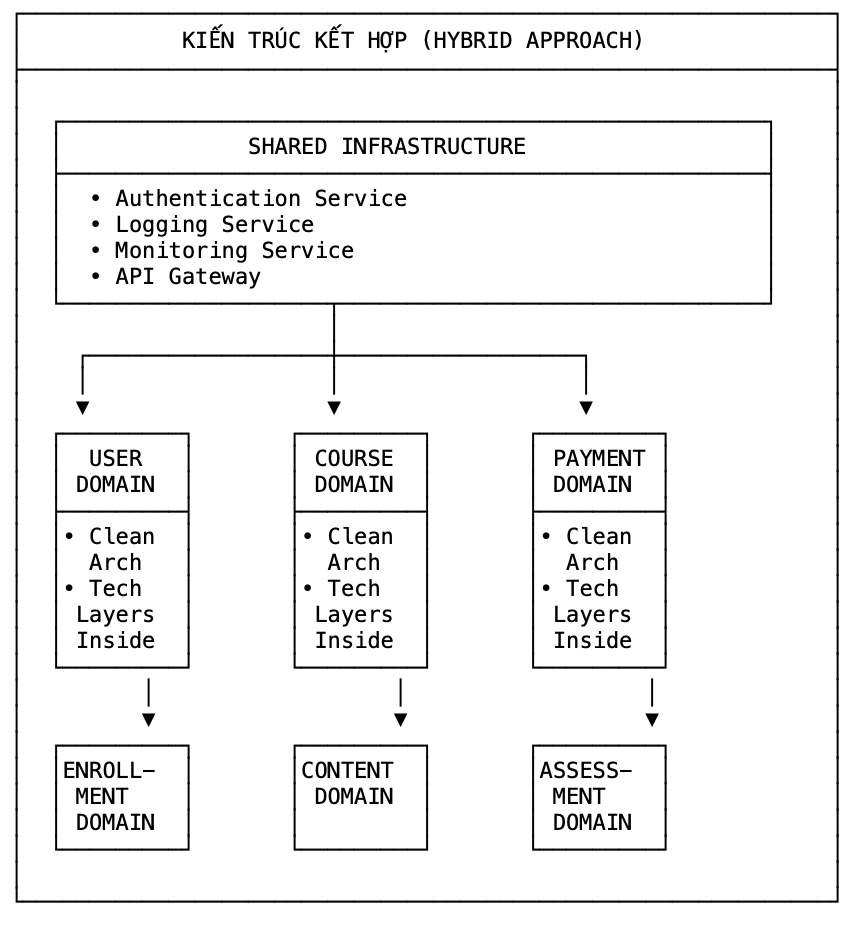 KIẾN TRÚC KẾT HỢP (HYBRID APPROACH)
SHARED INFRASTRUCTURE
• Authentication Service
• Logging Service
• Monitoring Service
• API Gateway
USER
DOMAIN
• Clean
Arch
• Tech
Layers
Inside
COURSE
DOMAIN
• Clean
Arch
• Tech
Layers
Inside
PAYMENT
DOMAIN
• Clean
Arch
• Tech
Layers
Inside
ENROLL-
MENT
DOMAIN
CONTENT
DOMAIN
ASSESS-
MENT
DOMAIN